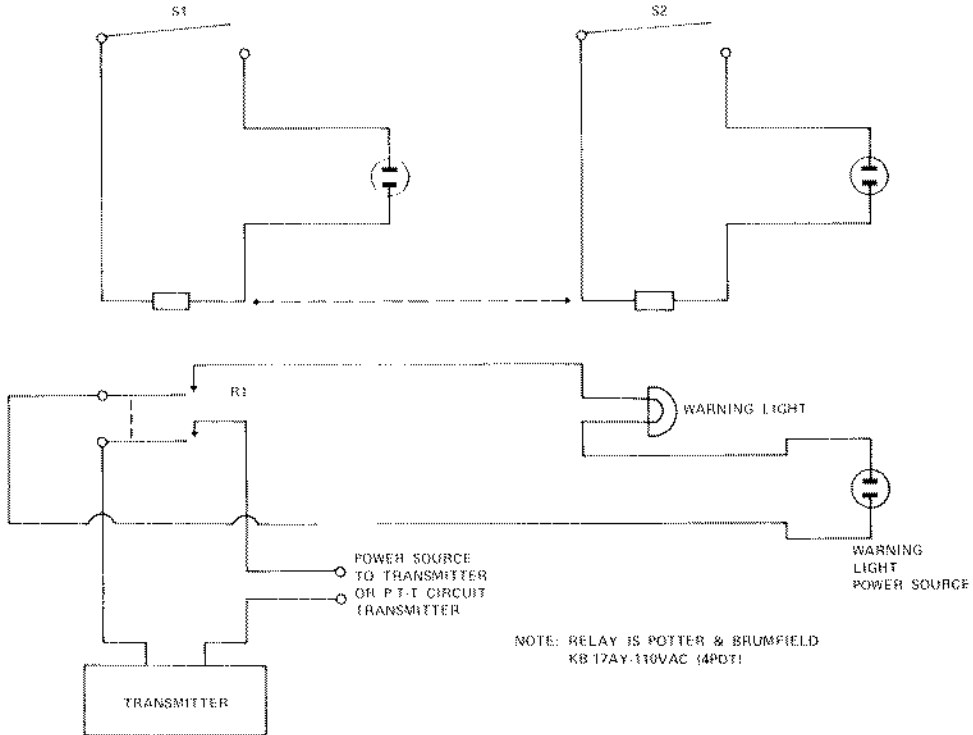 S1
S2
R1
WARNING LIGHT
WARNING
LIGHT
POWER SOURCE
POWER SOURCE
TO TRANSMITTER
OR P.T-T CIRCUIT
TRANSMITTER
NOTE: RELAY IS POTTER & BRUMFIELD
KB 17AY-110VAC (4PDT)
TRANSMITTER